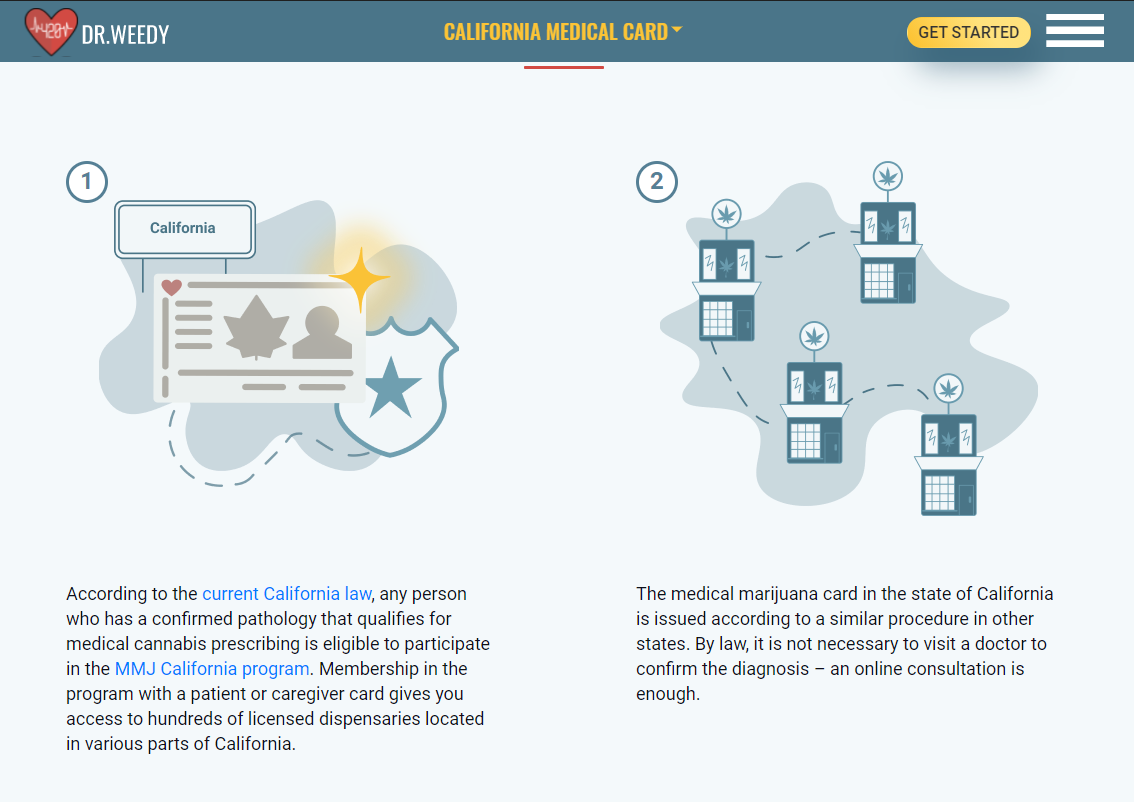 420
DR.WEEDY
CALIFORNIA MEDICAL CARD
GET STARTED
1
California
According to the current California law, any person
who has a confirmed pathology that qualifies for
medical cannabis prescribing is eligible to participate
in the MMJ California program. Membership in the
program with a patient or caregiver card gives you
access to hundreds of licensed dispensaries located
in various parts of California.
2
The medical marijuana card in the state of California
is issued according to a similar procedure in other
states. By law, it is not necessary to visit a doctor to
confirm the diagnosis – an online consultation is
enough.